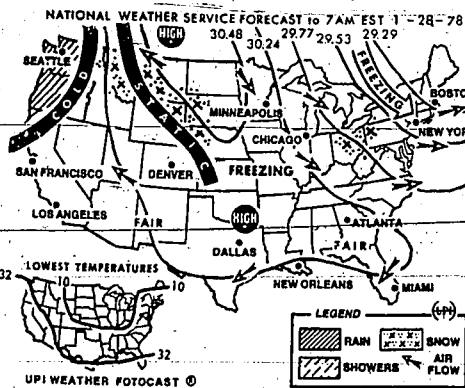 NATIONAL WEATHER SERVICE FORECAST to 7AM EST 1-28-78
30.48
30.24
29.77
29.53
29.29
HIGH
SEATTLE
COLD
STATIC
FREEZING
BOSTON
NEW YORK
MINNEAPOLIS
CHICAGO
SAN FRANCISCO
DENVER
FREEZING
LOS ANGELES
FAIR
HIGH
ATLANTA
DALLAS
FAIR
NEW ORLEANS
MIAMI
LOWEST TEMPERATURES
32
10
10
32
LEGEND
UPI
RAIN
SNOW
SHOWERS
AIR FLOW
UPI WEATHER FOTOCAST ®